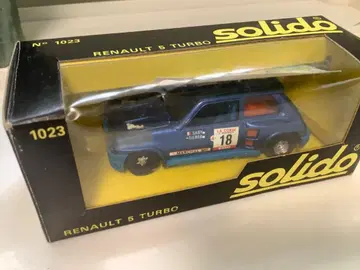 N° 1023
solido
RENAULT 5 TURBO
1023
18
solido
RENAULT 5 TURBO